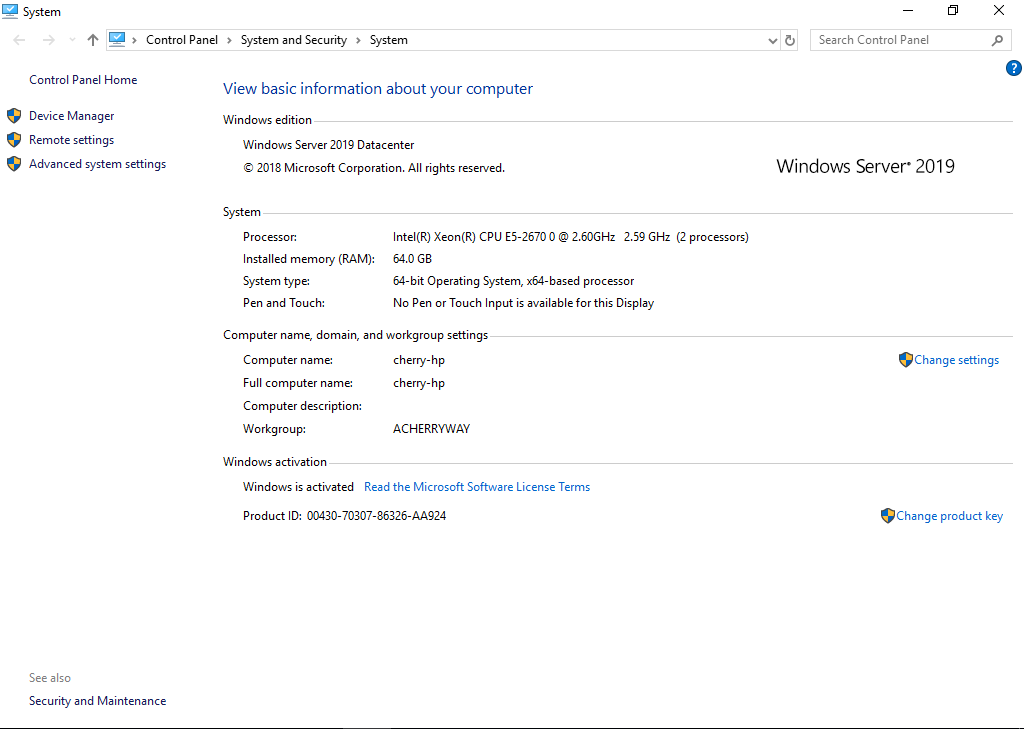 System
Control Panel › System and Security › System
Search Control Panel
?
Control Panel Home
Device Manager
Remote settings
Advanced system settings
View basic information about your computer
Windows edition
Windows Server 2019 Datacenter
© 2018 Microsoft Corporation. All rights reserved.
Windows Server® 2019
System
Processor: Intel(R) Xeon(R) CPU E5-2670 0 @ 2.60GHz 2.59 GHz (2 processors)
Installed memory (RAM): 64.0 GB
System type: 64-bit Operating System, x64-based processor
Pen and Touch: No Pen or Touch Input is available for this Display
Computer name, domain, and workgroup settings
Computer name: cherry-hp
Change settings
Full computer name: cherry-hp
Computer description:
Workgroup: ACHERRYWAY
Windows activation
Windows is activated Read the Microsoft Software License Terms
Product ID: 00430-70307-86326-AA924
Change product key
See also
Security and Maintenance